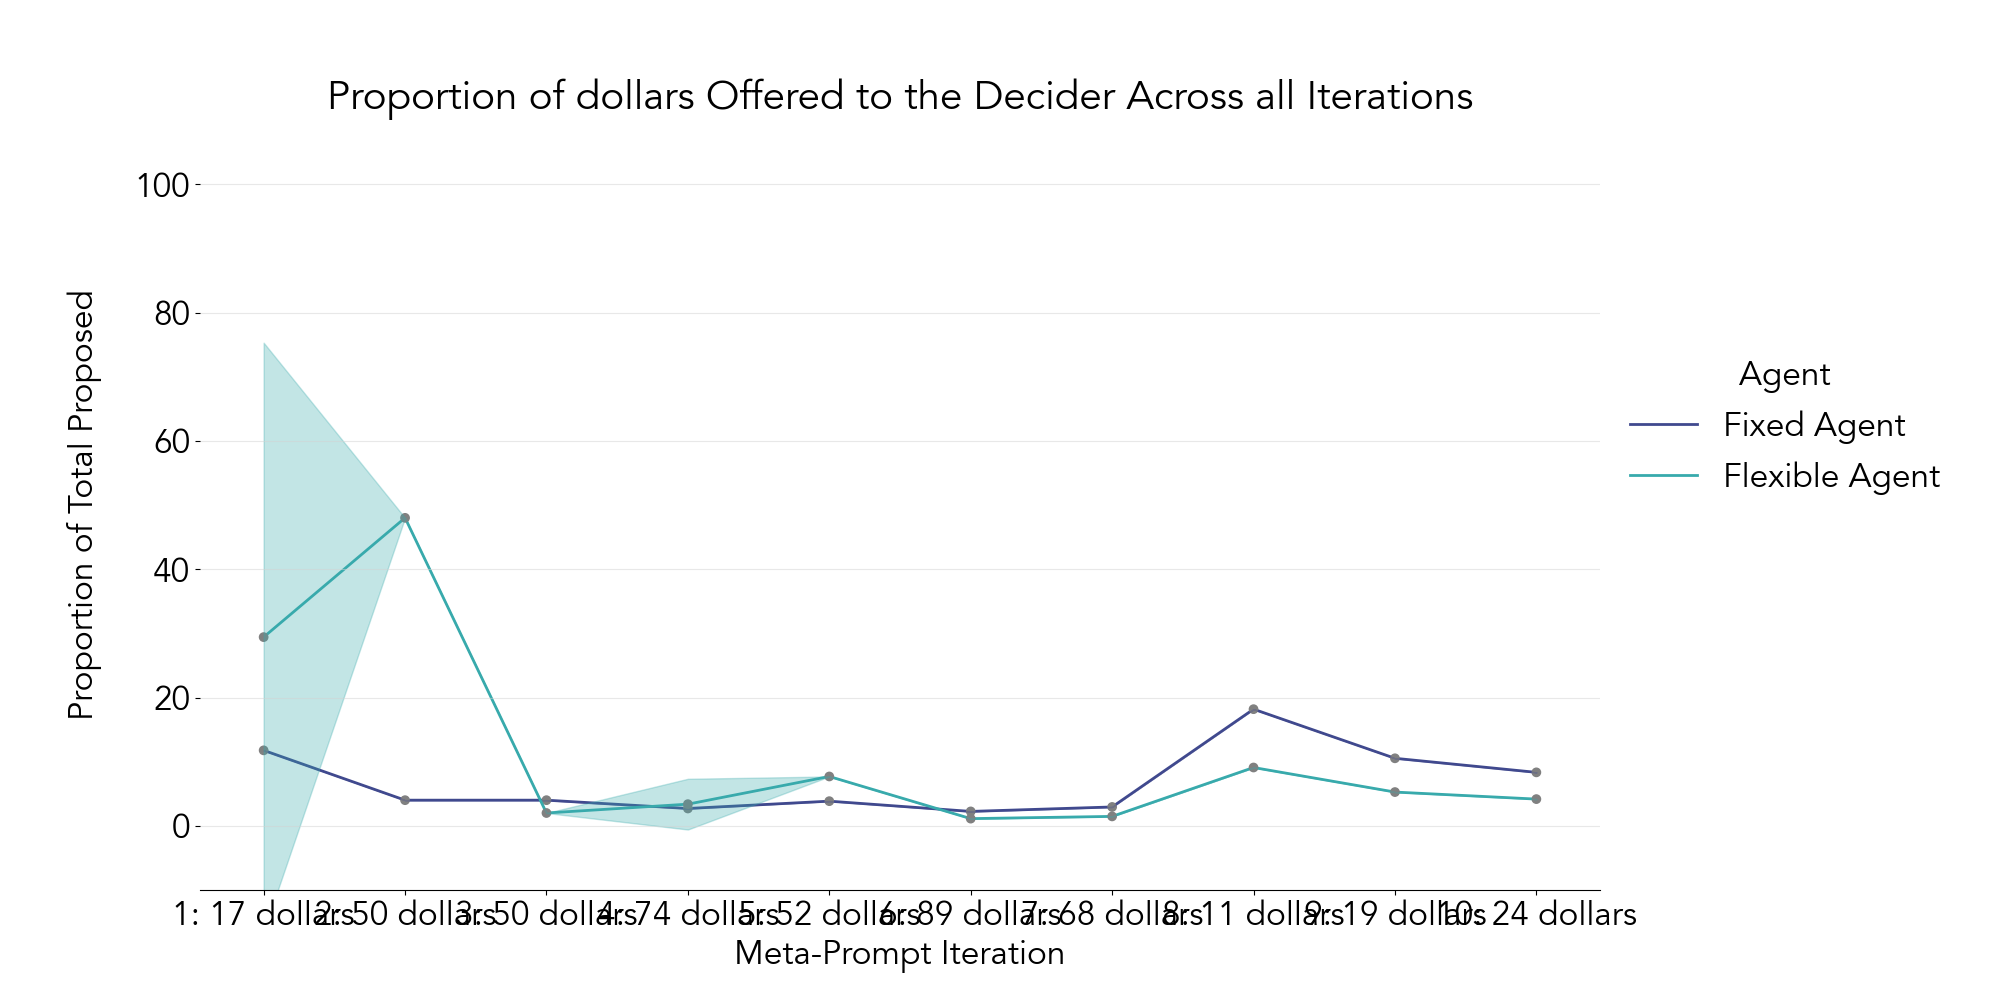 Proportion of dollars Offered to the Decider Across all Iterations
100
80
60
40
20
0
Proportion of Total Proposed
1: 17 dollars
2: 50 dollars
3: 50 dollars
4: 74 dollars
5: 52 dollars
6: 89 dollars
7: 68 dollars
8: 11 dollars
9: 19 dollars
10: 24 dollars
Meta-Prompt Iteration
Agent
Fixed Agent
Flexible Agent